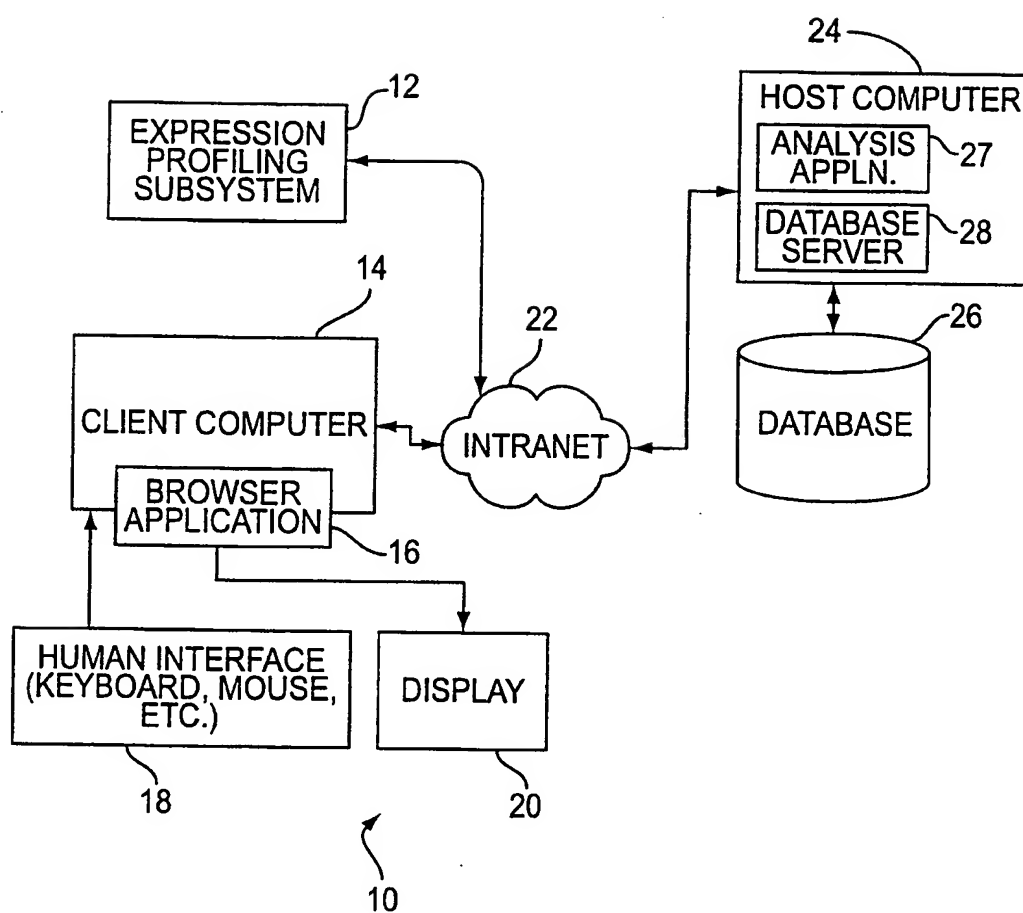 24
HOST COMPUTER
ANALYSIS
APPLN.
27
DATABASE
SERVER
28
12
EXPRESSION
PROFILING
SUBSYSTEM
14
CLIENT COMPUTER
BROWSER
APPLICATION
16
22
INTRANET
26
DATABASE
HUMAN INTERFACE
(KEYBOARD, MOUSE,
ETC.)
18
DISPLAY
20
10